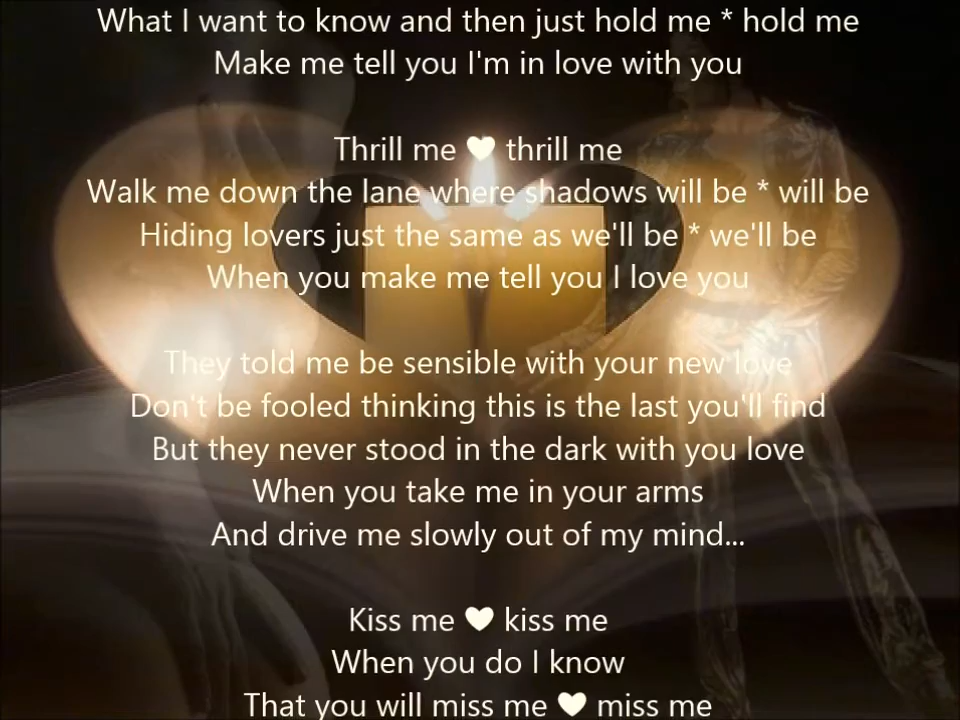 What I want to know and then just hold me * hold me
Make me tell you I'm in love with you
Thrill me ♥ thrill me
Walk me down the lane where shadows will be * will be
Hiding lovers just the same as we'll be * we'll be
When you make me tell you I love you
They told me be sensible with your new love
Don't be fooled thinking this is the last you'll find
But they never stood in the dark with you love
When you take me in your arms
And drive me slowly out of my mind...
Kiss me ♥ kiss me
When you do I know
That you will miss me ♥ miss me